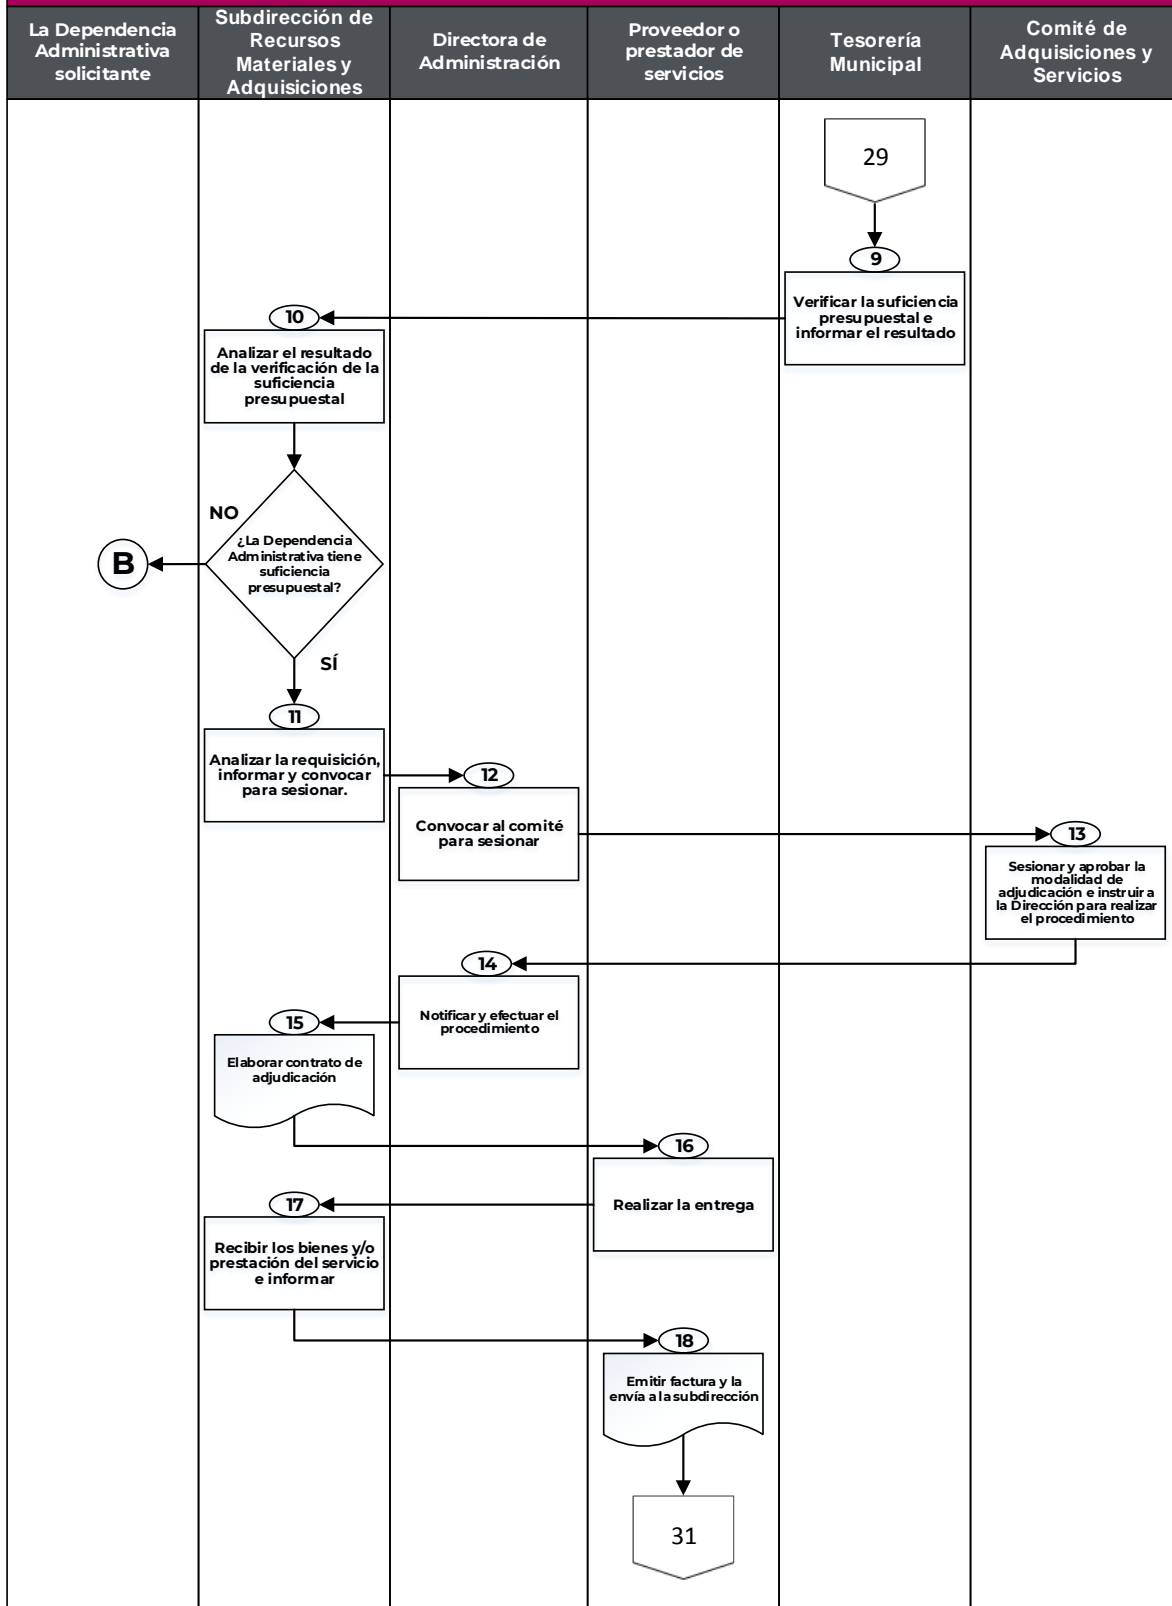 La Dependencia
Administrativa
solicitante
Subdirección de
Recursos
Materiales y
Adquisiciones
Directora de
Administración
Proveedor o
prestador de
servicios
Tesorería
Municipal
Comité de
Adquisiciones y
Servicios
29
9
Verificar la suficiencia
presupuestal e
informar el resultado
10
Analizar el resultado
de la verificación de la
suficiencia
presupuestal
NO
¿La Dependencia
Administrativa tiene
suficiencia
presupuestal?
B
SÍ
11
Analizar la requisición,
informar y convocar
para sesionar.
12
Convocar al comité
para sesionar
13
Sesionar y aprobar la
modalidad de
adjudicación e instruir a
la Dirección para realizar
el procedimiento
14
Notificar y efectuar el
procedimiento
15
Elaborar contrato de
adjudicación
16
Realizar la entrega
17
Recibir los bienes y/o
prestación del servicio
e informar
18
Emitir factura y la
envía a la subdirección
31